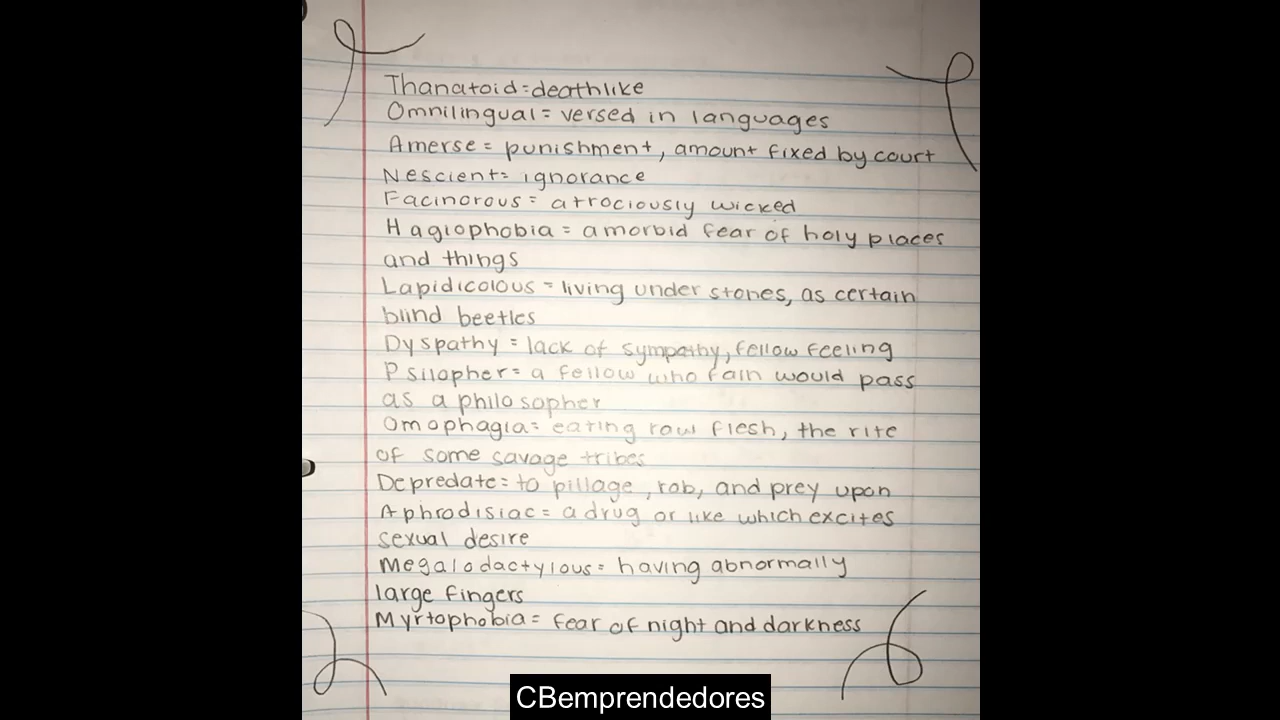 Thanatoid=deathlike
Omnilingual= versed in languages
Amerse= punishment, amount fixed by court
Nescient= ignorance
Facinorous= atrociously wicked
Hagiophobia= a morbid fear of holy places
and things
Lapidicolous=living under stones, as certain
blind beetles
Dyspathy=lack of sympathy, fellow feeling
Psilopher= a fellow who fain would pass
as a philosopher
Omophagia= eating raw flesh, the rite
of some savage tribes
Depredate=to pillage, rob, and prey upon
Aphrodisiac= a drug or like which excites
sexual desire
Megalodactylous= having abnormally
large fingers
Myrtophobia= fear of night and darkness
CBemprendedores